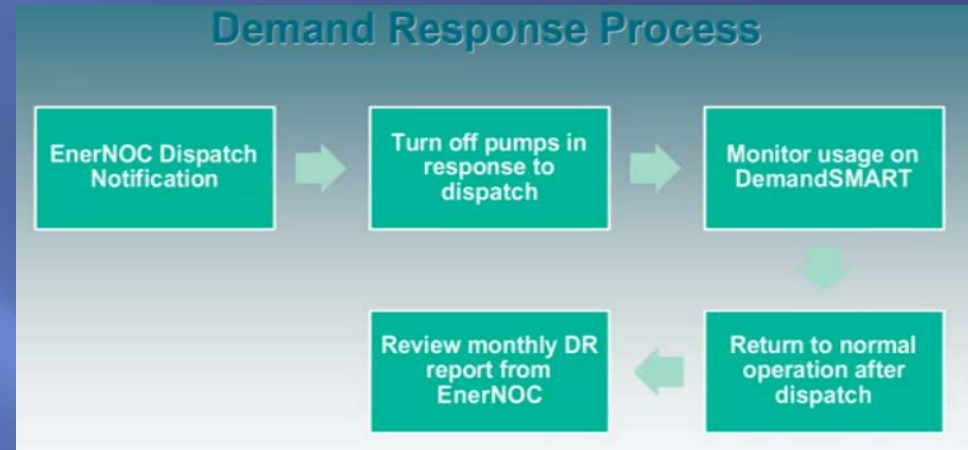 Demand Response Process
EnerNOC Dispatch
Notification
Turn off pumps in
response to
dispatch
Monitor usage on
DemandSMART
Return to normal
operation after
dispatch
Review monthly DR
report from
EnerNOC